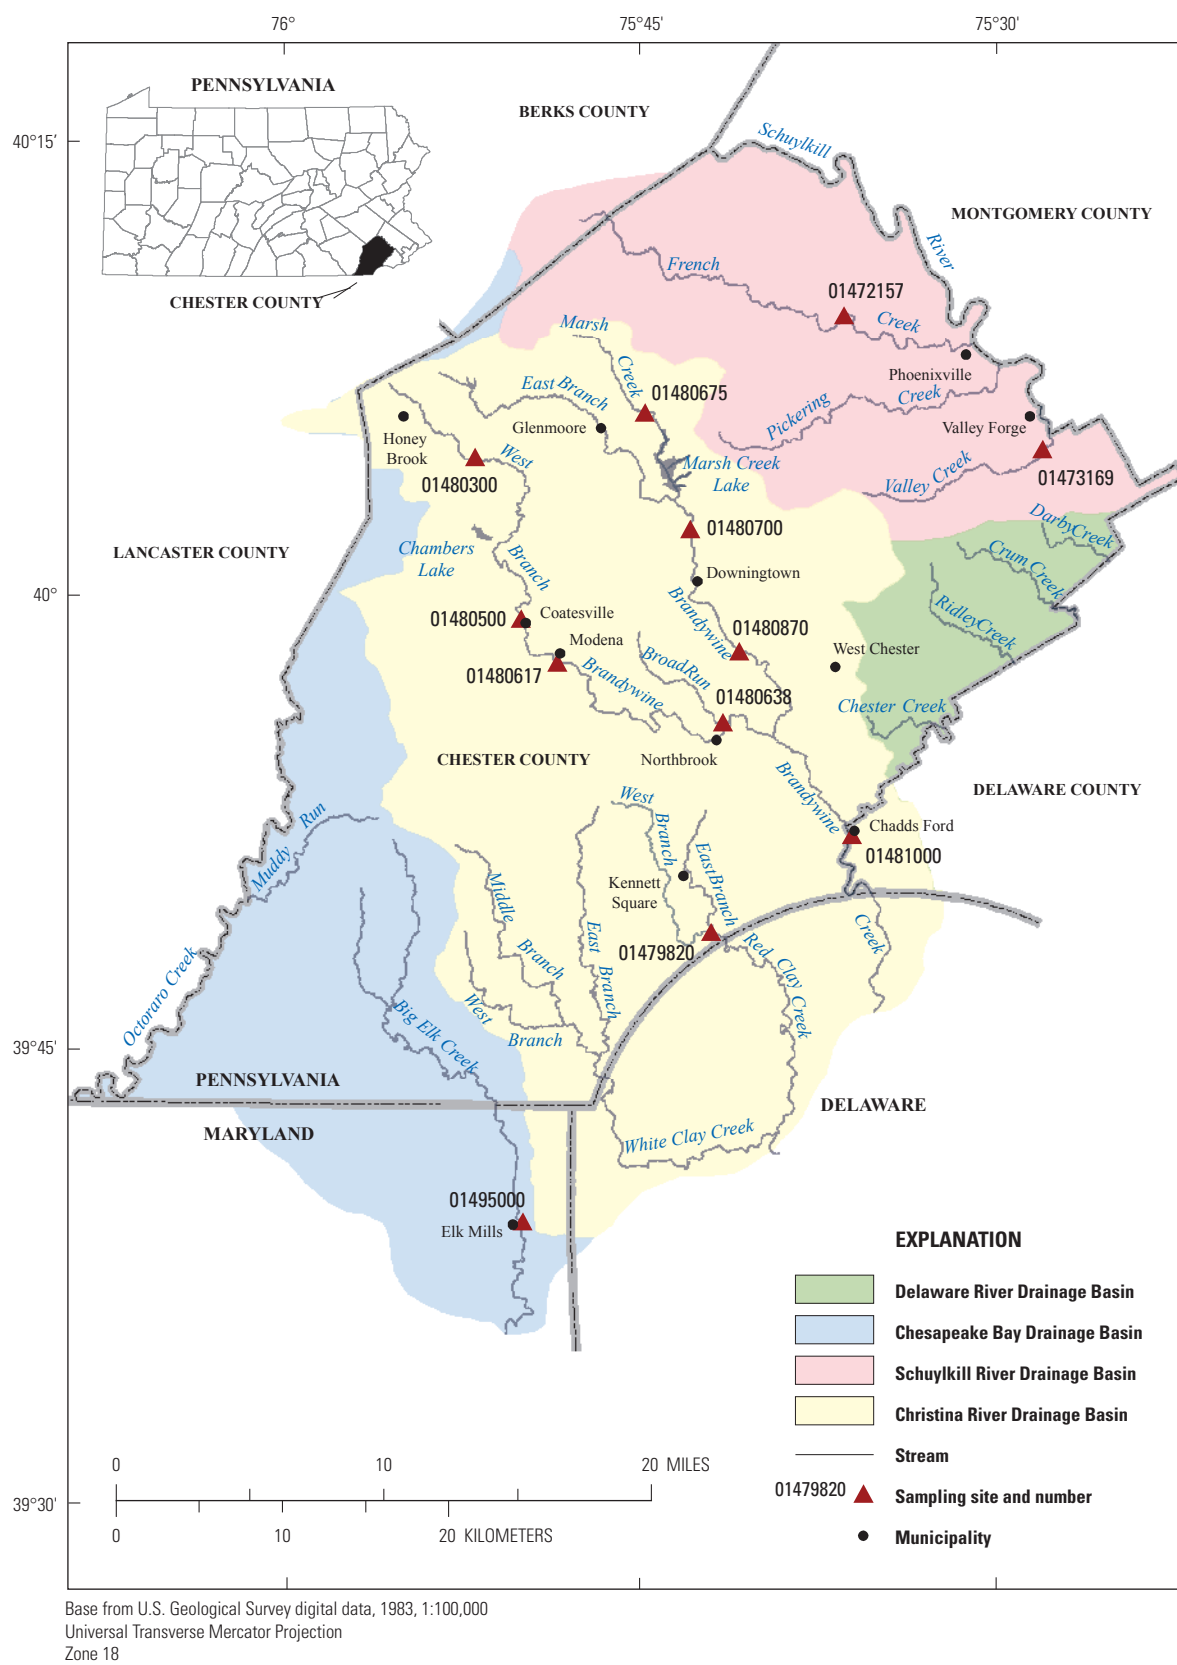 76°
75°45'
75°30'
PENNSYLVANIA
BERKS COUNTY
40°15'
Schuylkill
MONTGOMERY COUNTY
River
French
CHESTER COUNTY
01472157
Creek
Marsh
Phoenixville
Creek
East Branch
01480675
Creek
Pickering
Glenmoore
Valley Forge
Honey
Brook
West
Marsh Creek
Lake
Valley Creek
01480300
01473169
Darby Creek
01480700
LANCASTER COUNTY
Chambers
Lake
Branch
Crum Creek
Downingtown
40°
Ridley Creek
Coatesville
01480500
Brandywine
01480870
Modena
West Chester
Broad Run
01480617
Brandywine
01480638
Chester Creek
CHESTER COUNTY
Northbrook
Brandywine
DELAWARE COUNTY
West
Run
Branch
Chadds Ford
Muddy
01481000
Kennett
Square
East Branch
Middle
Creek
East
01479820
Red Clay Creek
Branch
Octoraro Creek
Branch
West
Big Elk Creek
Branch
39°45'
PENNSYLVANIA
DELAWARE
MARYLAND
White Clay Creek
01495000
Elk Mills
EXPLANATION
Delaware River Drainage Basin
Chesapeake Bay Drainage Basin
Schuylkill River Drainage Basin
Christina River Drainage Basin
Stream
0 10 20 MILES
01479820 Sampling site and number
39°30'
0 10 20 KILOMETERS
Municipality
Base from U.S. Geological Survey digital data, 1983, 1:100,000
Universal Transverse Mercator Projection
Zone 18